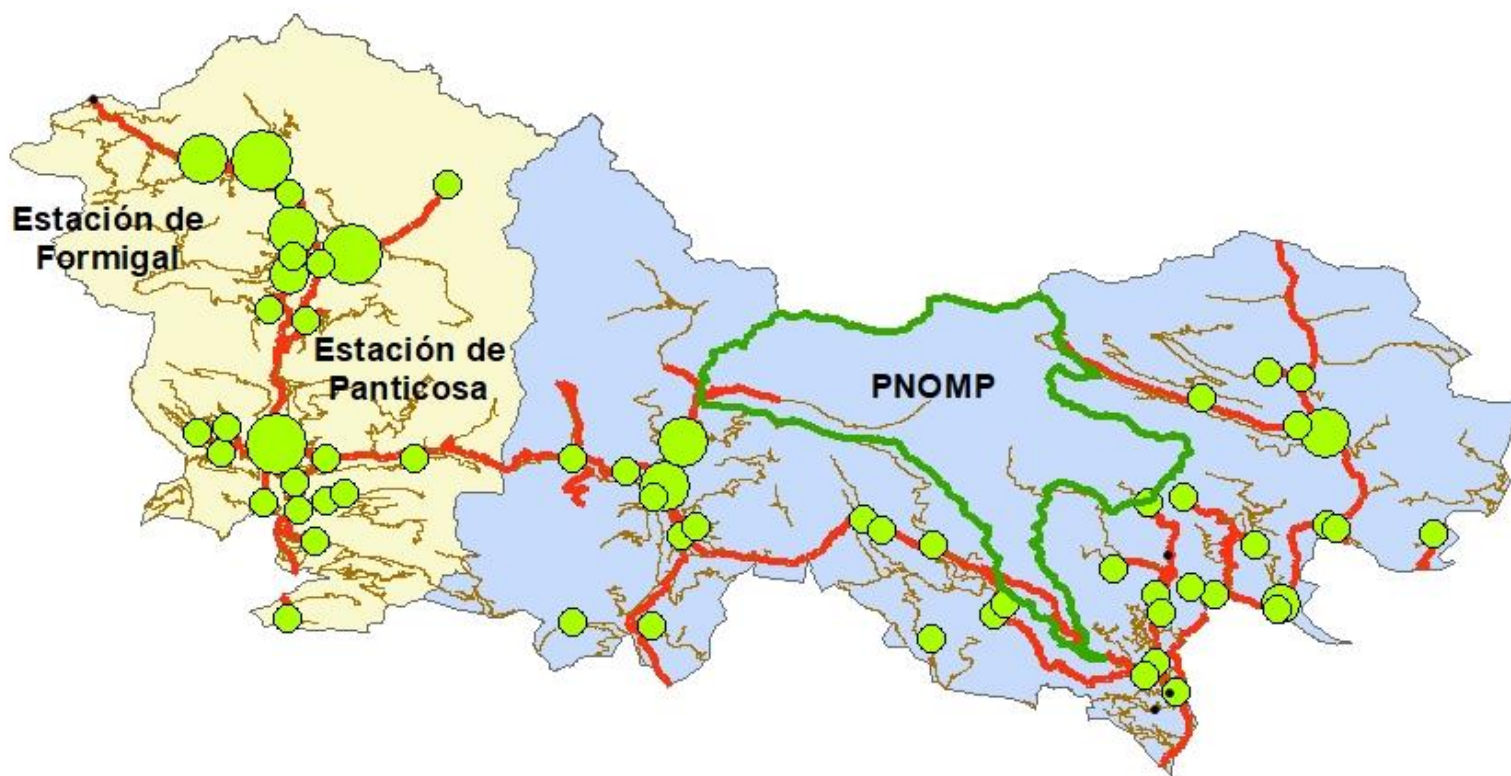 Estación de
Formigal
Estación de
Panticosa
PNOMP